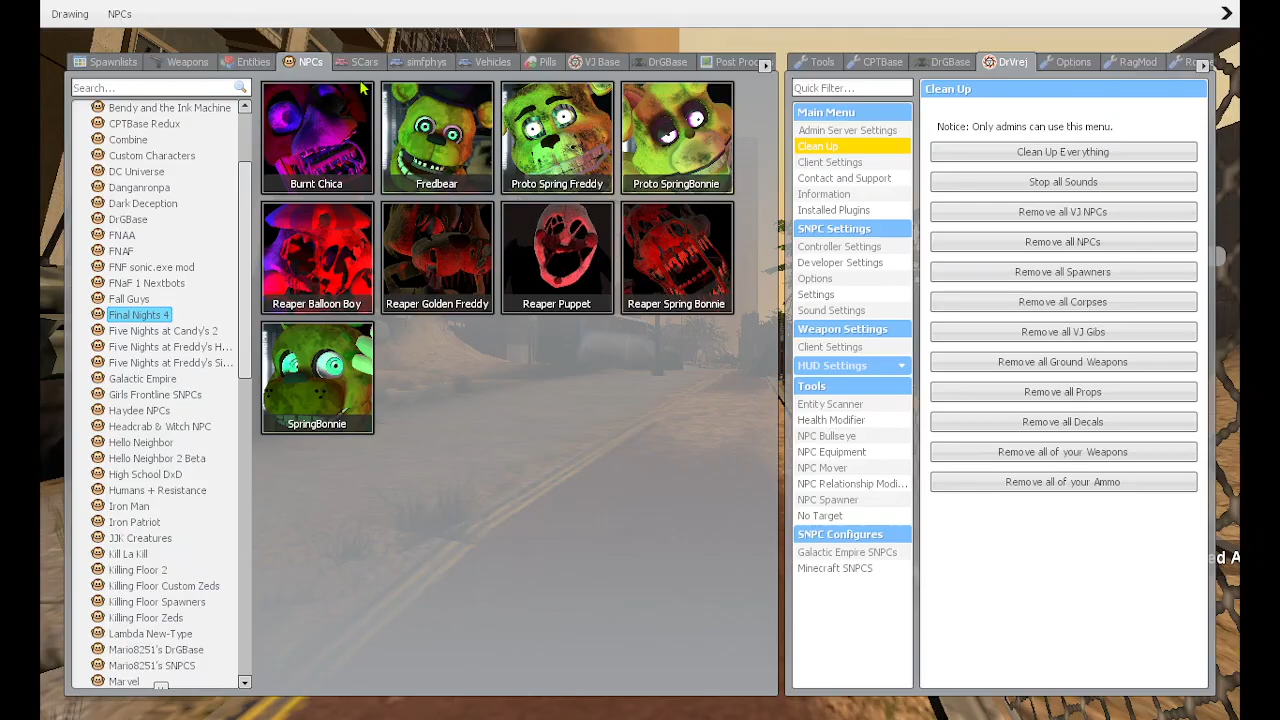 Drawing NPCs
Spawnlists Weapons Entities NPCs SCars simfphys Vehicles Pills VJ Base DrGBase Post Proc
Tools CPTBase DrGBase DrVrej Options RagMod
Search...
Bendy and the Ink Machine
CPTBase Redux
Combine
Custom Characters
DC Universe
Danganronpa
Dark Deception
DrGBase
FNAA
FNAF
FNF sonic.exe mod
FNaF 1 Nextbots
Fall Guys
Final Nights 4
Five Nights at Candy's 2
Five Nights at Freddy's H...
Five Nights at Freddy's Si...
Galactic Empire
Girls Frontline SNPCs
Haydee NPCs
Headcrab & Witch NPC
Hello Neighbor
Hello Neighbor 2 Beta
High School DxD
Humans + Resistance
Iron Man
Iron Patriot
JJK Creatures
Kill La Kill
Killing Floor 2
Killing Floor Custom Zeds
Killing Floor Spawners
Killing Floor Zeds
Lambda New-Type
Mario8251's DrGBase
Mario8251's SNPCS
Marvel
Burnt Chica
Fredbear
Proto Spring Freddy
Proto SpringBonnie
Reaper Balloon Boy
Reaper Golden Freddy
Reaper Puppet
Reaper Spring Bonnie
SpringBonnie
Quick Filter...
Main Menu
Admin Server Settings
Clean Up
Client Settings
Contact and Support
Information
Installed Plugins
SNPC Settings
Controller Settings
Developer Settings
Options
Settings
Sound Settings
Weapon Settings
Client Settings
HUD Settings
Tools
Entity Scanner
Health Modifier
NPC Bullseye
NPC Equipment
NPC Mover
NPC Relationship Modi...
NPC Spawner
No Target
SNPC Configures
Galactic Empire SNPCs
Minecraft SNPCS
Clean Up
Notice: Only admins can use this menu.
Clean Up Everything
Stop all Sounds
Remove all VJ NPCs
Remove all NPCs
Remove all Spawners
Remove all Corpses
Remove all VJ Gibs
Remove all Ground Weapons
Remove all Props
Remove all Decals
Remove all of your Weapons
Remove all of your Ammo